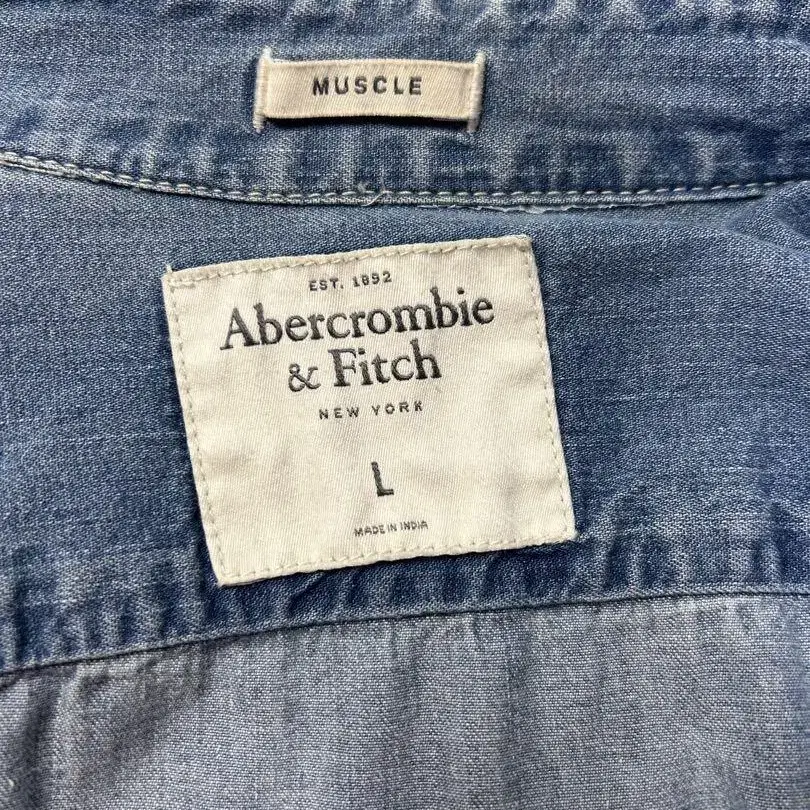 MUSCLE
EST. 1892
Abercrombie
& Fitch
NEW YORK
L
MADE IN INDIA